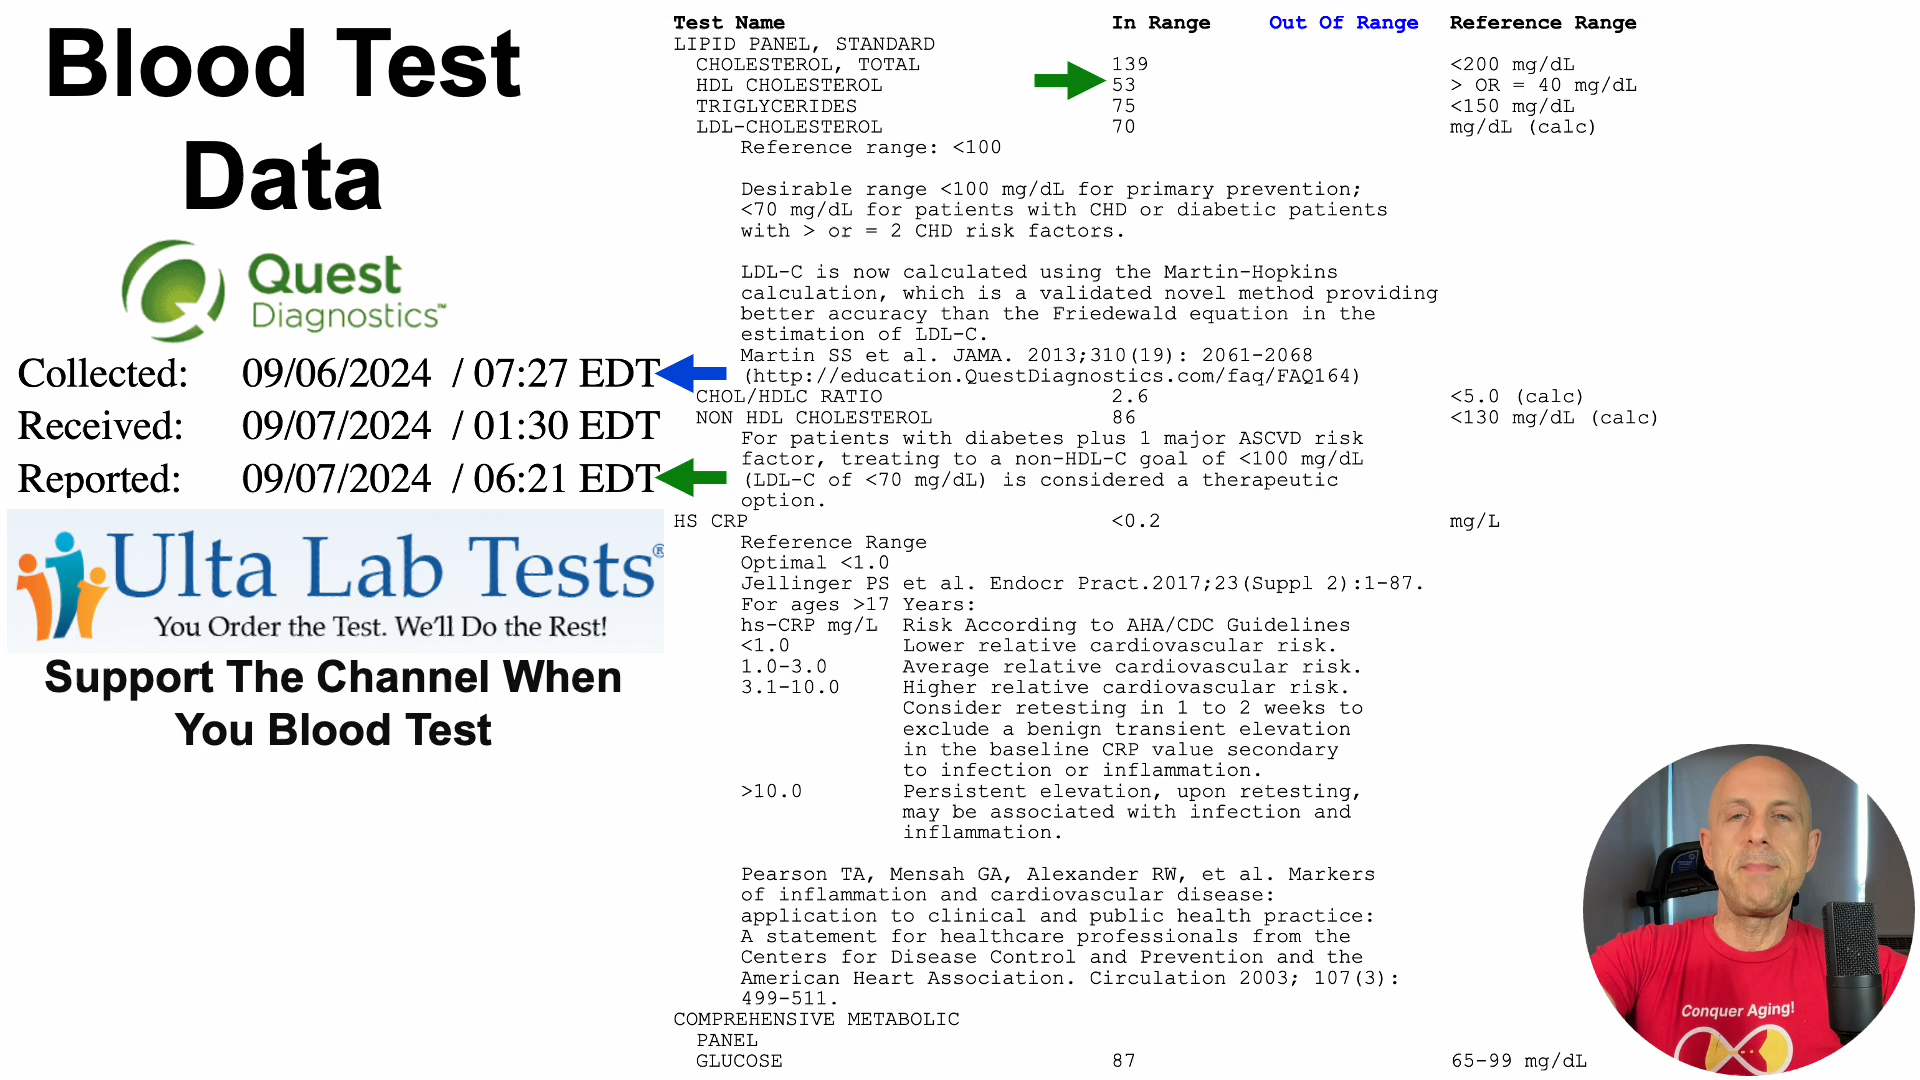 Blood Test
Data
Quest
Diagnostics™
Collected: 09/06/2024 / 07:27 EDT
Received: 09/07/2024 / 01:30 EDT
Reported: 09/07/2024 / 06:21 EDT
Ulta Lab Tests®
You Order the Test. We'll Do the Rest!
Support The Channel When
You Blood Test
Test Name In Range Out Of Range Reference Range
LIPID PANEL, STANDARD
CHOLESTEROL, TOTAL 139 <200 mg/dL
HDL CHOLESTEROL 53 > OR = 40 mg/dL
TRIGLYCERIDES 75 <150 mg/dL
LDL-CHOLESTEROL 70 mg/dL (calc)
Reference range: <100
Desirable range <100 mg/dL for primary prevention;
<70 mg/dL for patients with CHD or diabetic patients
with > or = 2 CHD risk factors.
LDL-C is now calculated using the Martin-Hopkins
calculation, which is a validated novel method providing
better accuracy than the Friedewald equation in the
estimation of LDL-C.
Martin SS et al. JAMA. 2013;310(19): 2061-2068
(http://education.QuestDiagnostics.com/faq/FAQ164)
CHOL/HDLC RATIO 2.6 <5.0 (calc)
NON HDL CHOLESTEROL 86 <130 mg/dL (calc)
For patients with diabetes plus 1 major ASCVD risk
factor, treating to a non-HDL-C goal of <100 mg/dL
(LDL-C of <70 mg/dL) is considered a therapeutic
option.
HS CRP <0.2 mg/L
Reference Range
Optimal <1.0
Jellinger PS et al. Endocr Pract.2017;23(Suppl 2):1-87.
For ages >17 Years:
hs-CRP mg/L Risk According to AHA/CDC Guidelines
<1.0 Lower relative cardiovascular risk.
1.0-3.0 Average relative cardiovascular risk.
3.1-10.0 Higher relative cardiovascular risk.
Consider retesting in 1 to 2 weeks to
exclude a benign transient elevation
in the baseline CRP value secondary
to infection or inflammation.
>10.0 Persistent elevation, upon retesting,
may be associated with infection and
inflammation.
Pearson TA, Mensah GA, Alexander RW, et al. Markers
of inflammation and cardiovascular disease:
application to clinical and public health practice:
A statement for healthcare professionals from the
Centers for Disease Control and Prevention and the
American Heart Association. Circulation 2003; 107(3):
499-511.
COMPREHENSIVE METABOLIC
PANEL
GLUCOSE 87 65-99 mg/dL
Conquer Aging!